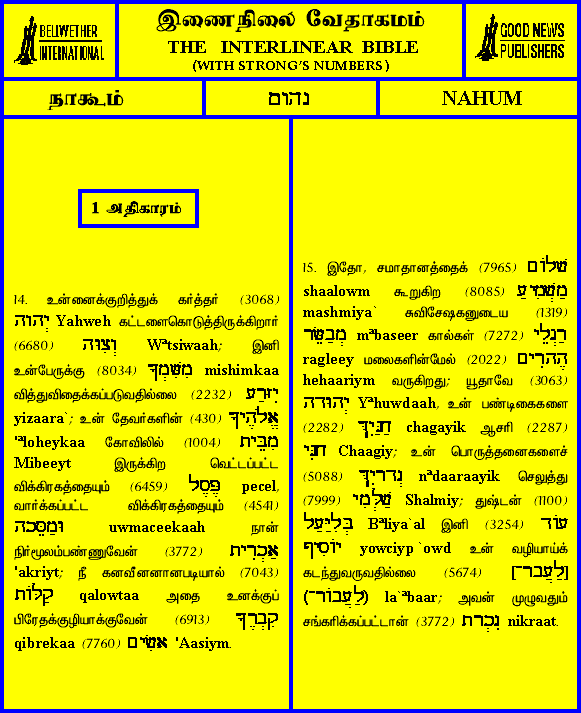 BELLWETHER
INTERNATIONAL
இணைநிலை வேதாகமம்
THE INTERLINEAR BIBLE
(WITH STRONG'S NUMBERS)
GOOD NEWS
PUBLISHERS
நாகூம்
נחום
NAHUM
1 அதிகாரம்
14. உன்னைக்குறித்துக் கர்த்தர் (3068)
יְהוָה Yahweh கட்டளைகொடுத்திருக்கிறார்
(6680) וְצִוָּה Wªtsiwaah; இனி
உன்பேருக்கு (8034) מִשִּׁמְךָ mishimkaa
வித்துவிதைக்கப்படுவதில்லை (2232) יִזָּרַע
yizaara`; உன் தேவர்களின் (430) אֱלֹהֶיךָ
'ªloheykaa கோவிலில் (1004) מִבֵּית
Mibeeyt இருக்கிற வெட்டப்பட்ட
விக்கிரகத்தையும் (6459) פֶּסֶל pecel,
வார்க்கப்பட்ட விக்கிரகத்தையும் (4541)
וּמַסֵּכָה uwmaceekaah நான்
நிர்மூலம்பண்ணுவேன் (3772) אַכְרִית
'akriyt; நீ கனவீனனானபடியால் (7043)
קַלּוֹתָ qalowtaa அதை உனக்குப்
பிரேதக்குழியாக்குவேன் (6913) קִבְרֶךָ
qibrekaa (7760) אָשִׂים 'Aasiym.
15. இதோ, சமாதானத்தைக் (7965) שָׁלוֹם
shaalowm கூறுகிற (8085) מַשְׁמִיעַ
mashmiya` சுவிசேஷகனுடைய (1319)
מְבַשֵּׂר mªbaseer கால்கள் (7272) רַגְלֵי
ragleey மலைகளின்மேல் (2022) הֶהָרִים
hehaariym வருகிறது; யூதாவே (3063)
יְהוּדָה Yªhuwdaah, உன் பண்டிகைகளை
(2282) חַגַּיִךְ chagayik ஆசரி (2287)
חָגִּי Chaagiy; உன் பொருத்தனைகளைச்
(5088) נְדָרָיִךְ nªdaaraayik செலுத்து
(7999) שַׁלְּמִי Shalmiy; துஷ்டன் (1100)
בְּלִיַּעַל Bªliya`al இனி (3254) עוֹד
יוֹסִיף yowciyp `owd உன் வழியாய்க்
கடந்துவருவதில்லை (5674) [לַעֲבָר־]
(לַעֲבוֹר־) la`ªbaar; அவன் முழுவதும்
சங்கரிக்கப்பட்டான் (3772) נִכְרָת nikraat.